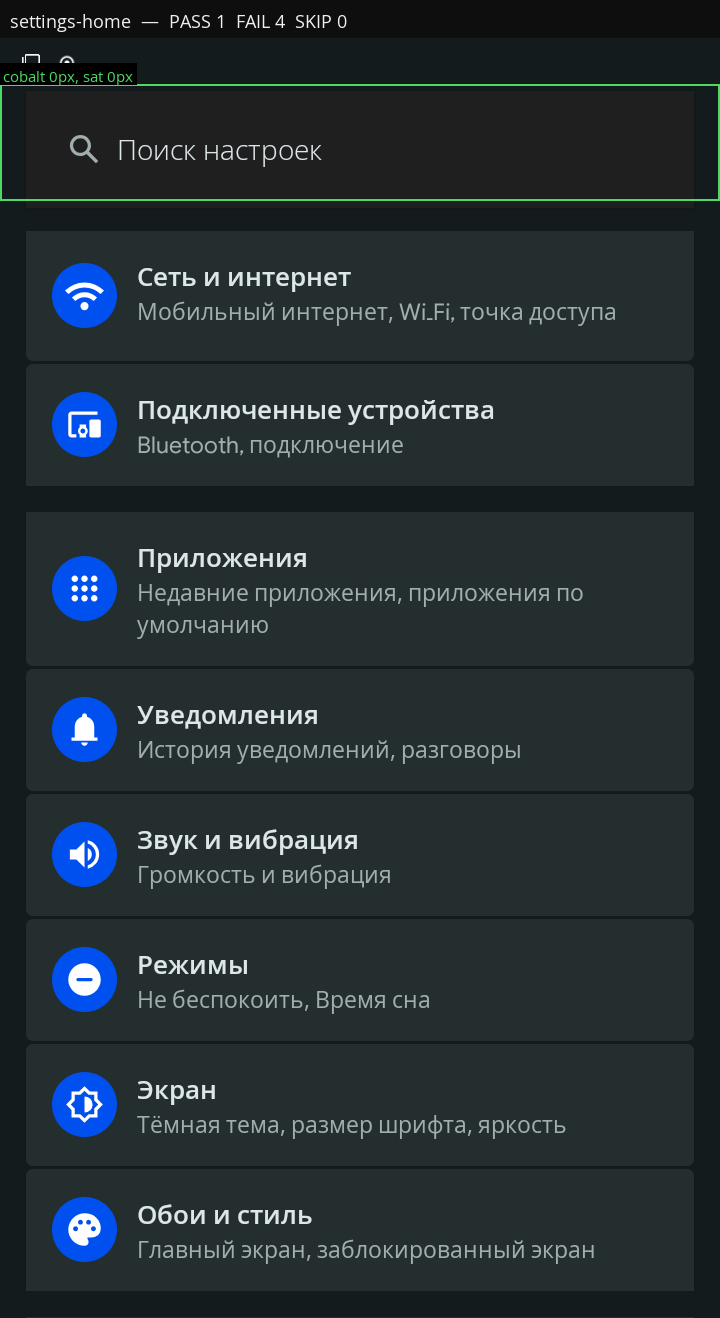 settings-home — PASS 1 FAIL 4 SKIP 0
cobalt 0px, sat 0px
Поиск настроек
Сеть и интернет
Мобильный интернет, Wi-Fi, точка доступа
Подключенные устройства
Bluetooth, подключение
Приложения
Недавние приложения, приложения по
умолчанию
Уведомления
История уведомлений, разговоры
Звук и вибрация
Громкость и вибрация
Режимы
Не беспокоить, Время сна
Экран
Тёмная тема, размер шрифта, яркость
Обои и стиль
Главный экран, заблокированный экран